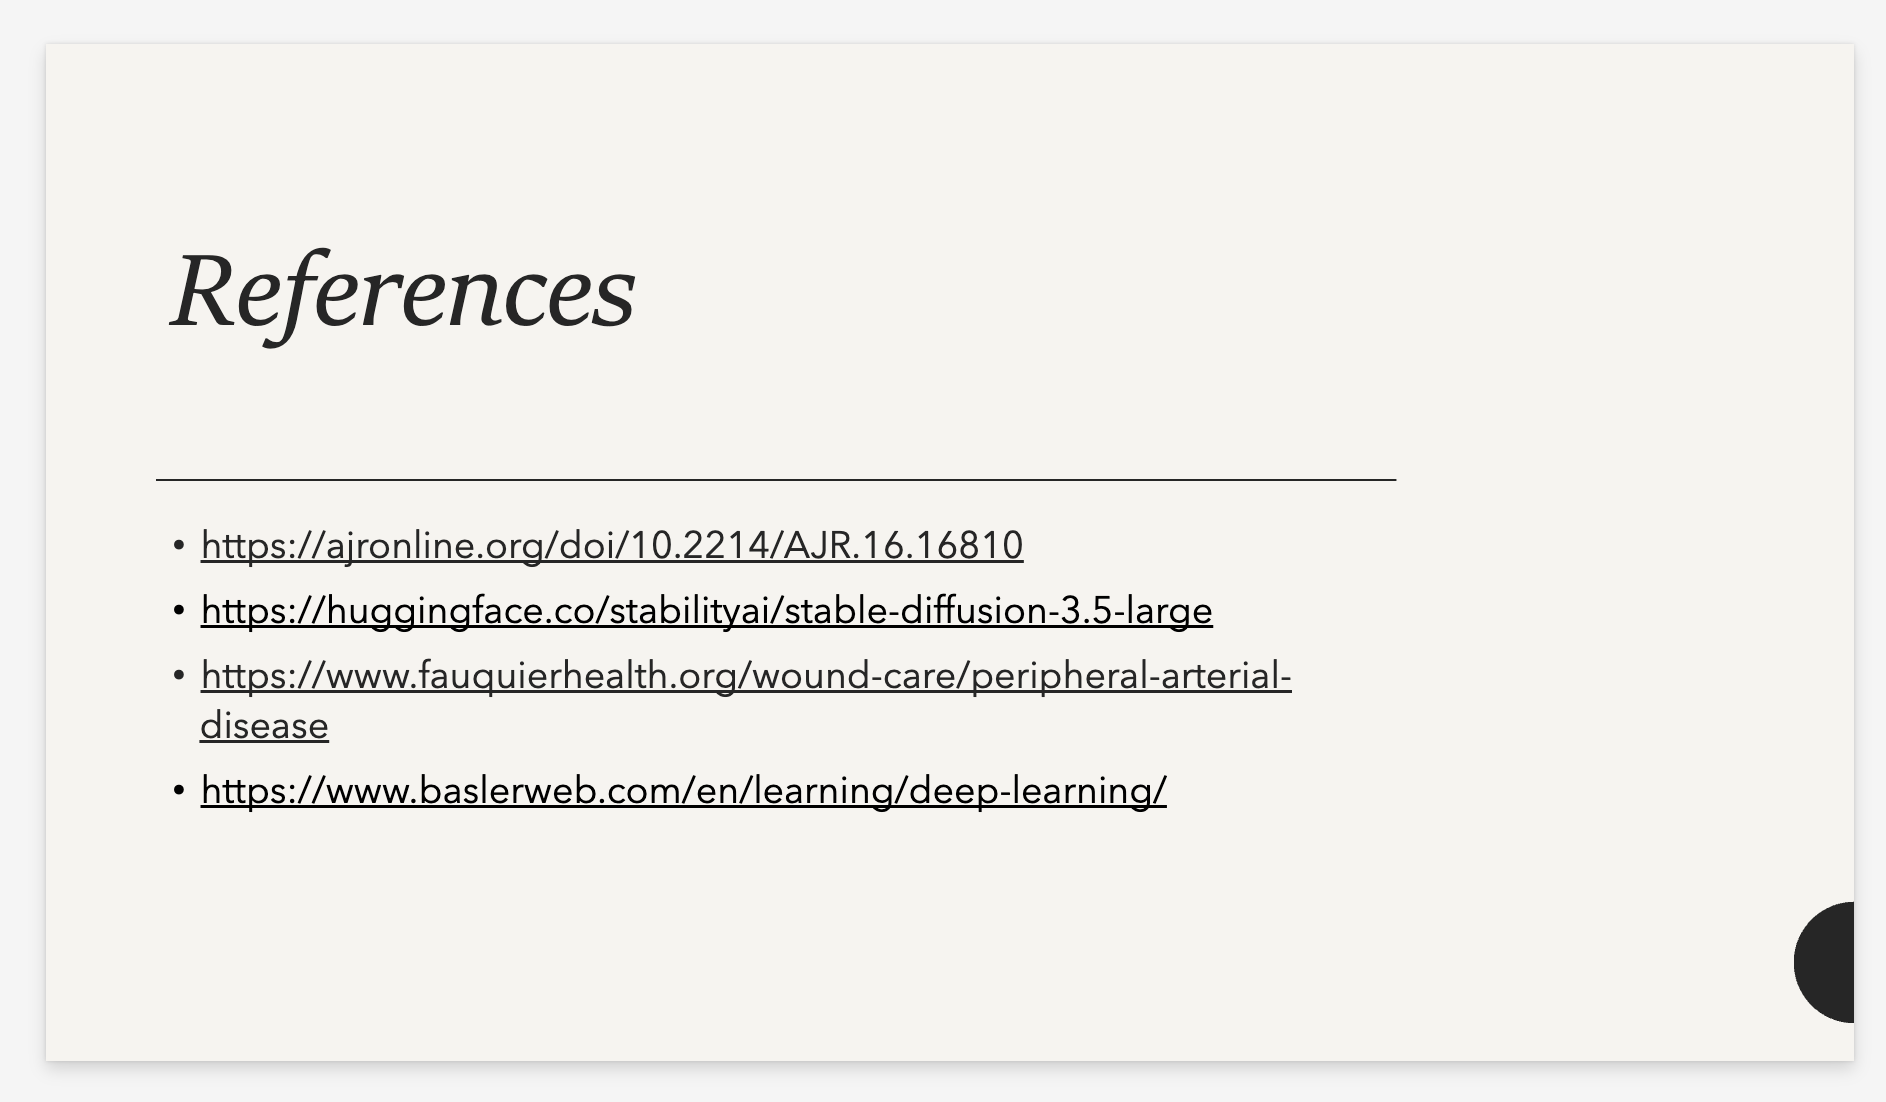 References
• https://ajronline.org/doi/10.2214/AJR.16.16810
• https://huggingface.co/stabilityai/stable-diffusion-3.5-large
• https://www.fauquierhealth.org/wound-care/peripheral-arterial-
disease
• https://www.baslerweb.com/en/learning/deep-learning/